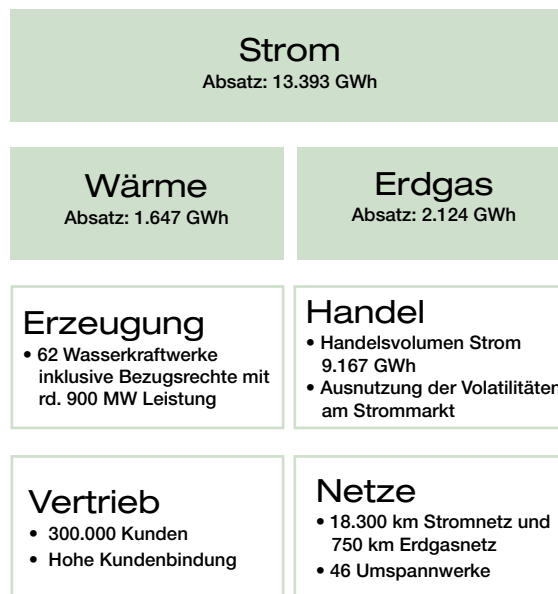 Strom
Absatz: 13.393 GWh
Wärme
Absatz: 1.647 GWh
Erdgas
Absatz: 2.124 GWh
Erzeugung
• 62 Wasserkraftwerke
inklusive Bezugsrechte mit
rd. 900 MW Leistung
Handel
• Handelsvolumen Strom
9.167 GWh
• Ausnutzung der Volatilitäten
am Strommarkt
Vertrieb
• 300.000 Kunden
• Hohe Kundenbindung
Netze
• 18.300 km Stromnetz und
750 km Erdgasnetz
• 46 Umspannwerke